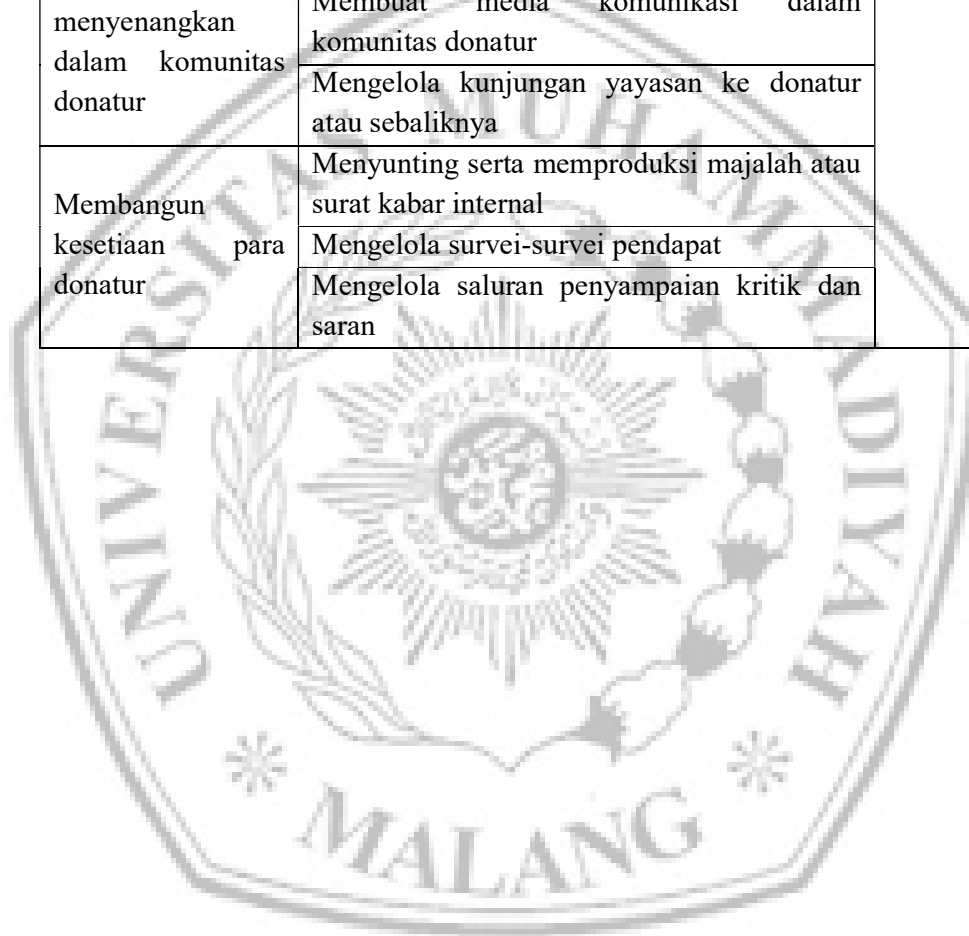 menyenangkan
dalam komunitas
donatur
Membuat media komunikasi dalam
komunitas donatur
Mengelola kunjungan yayasan ke donatur
atau sebaliknya
Membangun
kesetiaan para
donatur
Menyunting serta memproduksi majalah atau
surat kabar internal
Mengelola survei-survei pendapat
Mengelola saluran penyampaian kritik dan
saran
UNIVERSITAS MUHAMMADIYAH
MALANG